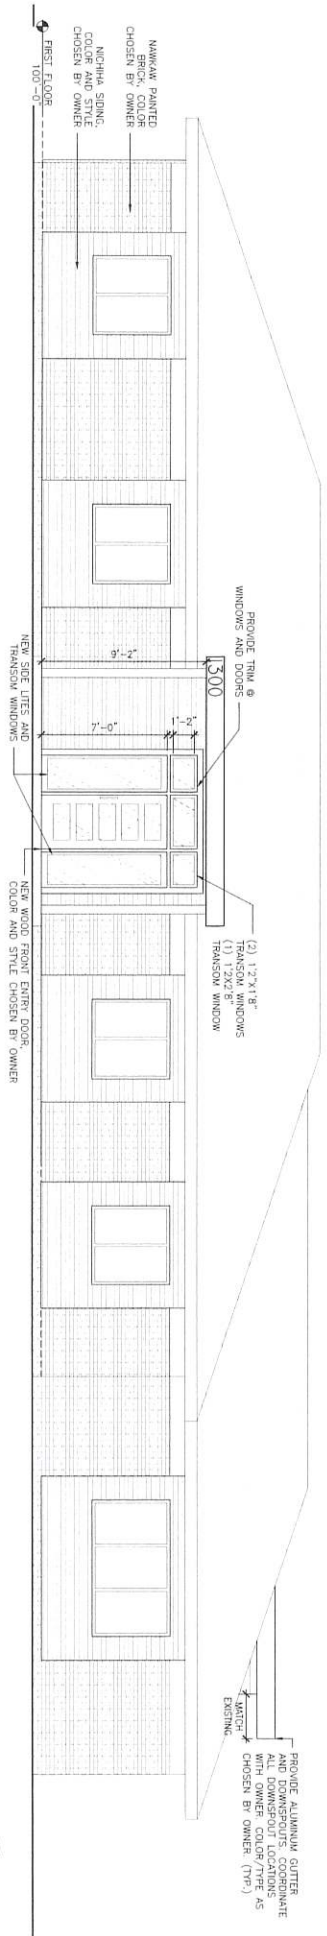 NAWKAW PAINTED
BRICK, COLOR
CHOSEN BY OWNER
NICHIHA SIDING,
COLOR AND STYLE
CHOSEN BY OWNER
FIRST FLOOR
100'-0"
PROVIDE TRIM @
WINDOWS AND DOORS
1300
9'-2"
7'-0"
1'-2"
(2) 1'2"X1'8"
TRANSOM WINDOWS
(1) 1'2X2'8"
TRANSOM WINDOW
NEW SIDE LITES AND
TRANSOM WINDOWS
NEW WOOD FRONT ENTRY DOOR,
COLOR AND STYLE CHOSEN BY OWNER
MATCH
EXISTING
PROVIDE ALUMINUM GUTTER
AND DOWNSPOUTS. COORDINATE
ALL DOWNSPOUT LOCATIONS
WITH OWNER. COLOR/TYPE AS
CHOSEN BY OWNER. (TYP.)